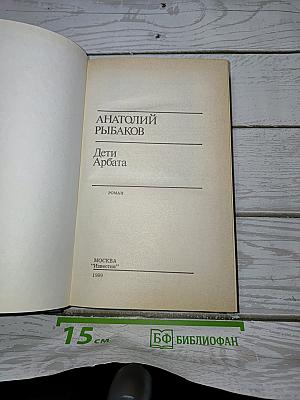 АНАТОЛИЙ
РЫБАКОВ
Дети
Арбата
РОМАН
МОСКВА
"Известия"
1989
15 см
БФ БИБЛИОФАН